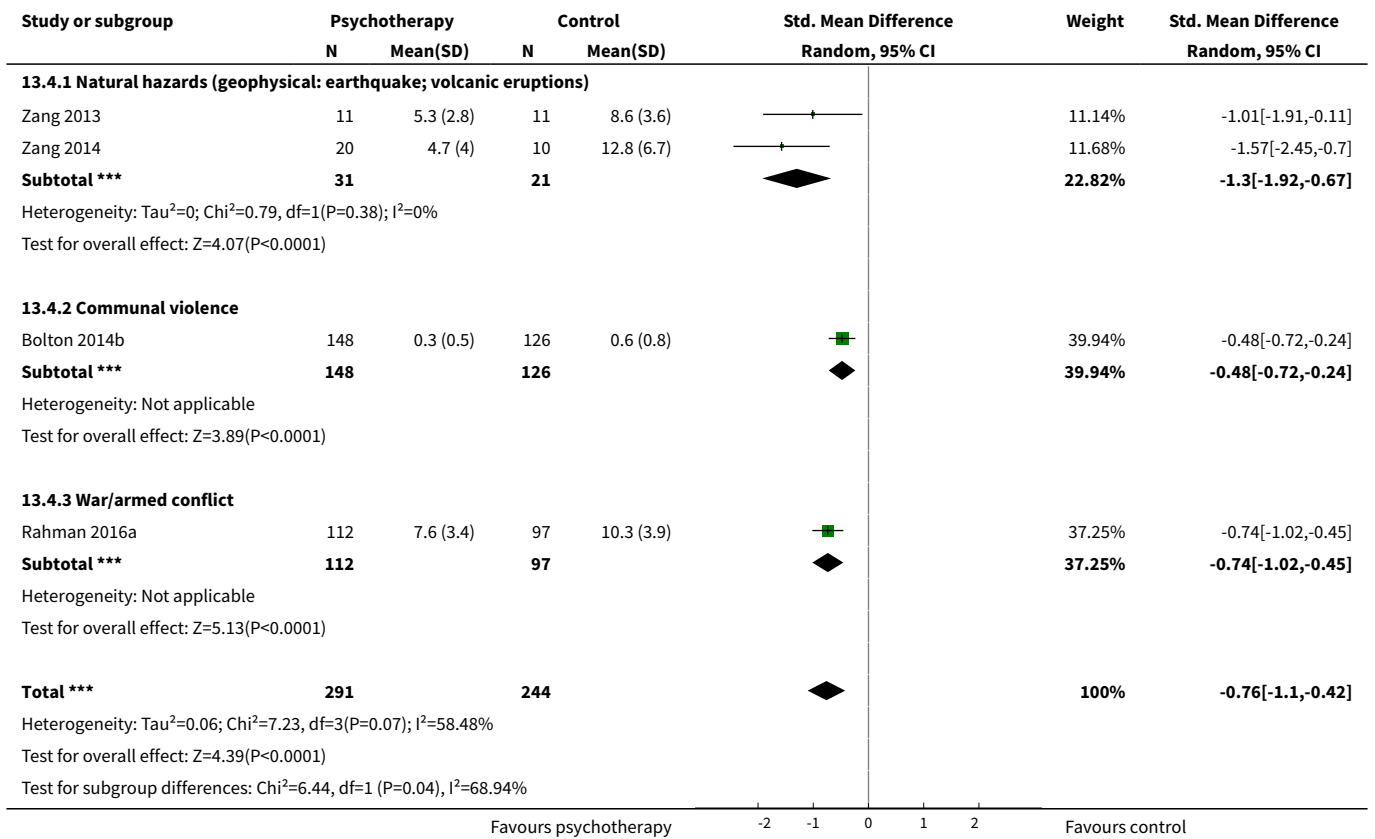 Study or subgroup Psychotherapy Control Std. Mean Difference Weight Std. Mean Difference
N Mean(SD) N Mean(SD) Random, 95% CI Random, 95% CI
13.4.1 Natural hazards (geophysical: earthquake; volcanic eruptions)
Zang 2013 11 5.3 (2.8) 11 8.6 (3.6) 11.14% -1.01[-1.91,-0.11]
Zang 2014 20 4.7 (4) 10 12.8 (6.7) 11.68% -1.57[-2.45,-0.7]
Subtotal *** 31 21 22.82% -1.3[-1.92,-0.67]
Heterogeneity: Tau²=0; Chi²=0.79, df=1(P=0.38); I²=0%
Test for overall effect: Z=4.07(P<0.0001)
13.4.2 Communal violence
Bolton 2014b 148 0.3 (0.5) 126 0.6 (0.8) 39.94% -0.48[-0.72,-0.24]
Subtotal *** 148 126 39.94% -0.48[-0.72,-0.24]
Heterogeneity: Not applicable
Test for overall effect: Z=3.89(P<0.0001)
13.4.3 War/armed conflict
Rahman 2016a 112 7.6 (3.4) 97 10.3 (3.9) 37.25% -0.74[-1.02,-0.45]
Subtotal *** 112 97 37.25% -0.74[-1.02,-0.45]
Heterogeneity: Not applicable
Test for overall effect: Z=5.13(P<0.0001)
Total *** 291 244 100% -0.76[-1.1,-0.42]
Heterogeneity: Tau²=0.06; Chi²=7.23, df=3(P=0.07); I²=58.48%
Test for overall effect: Z=4.39(P<0.0001)
Test for subgroup differences: Chi²=6.44, df=1 (P=0.04), I²=68.94%
Favours psychotherapy -2 -1 0 1 2 Favours control